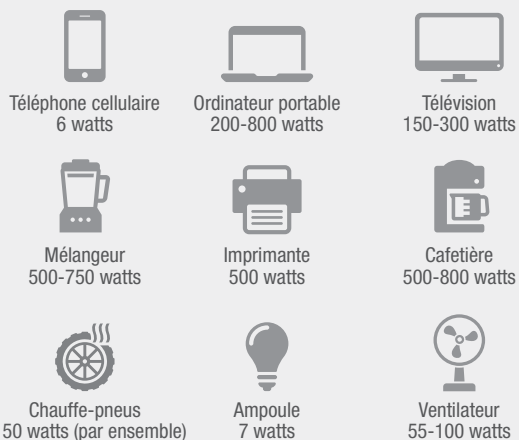 Téléphone cellulaire
6 watts
Ordinateur portable
200-800 watts
Télévision
150-300 watts
Mélangeur
500-750 watts
Imprimante
500 watts
Cafetière
500-800 watts
Chauffe-pneus
50 watts (par ensemble)
Ampoule
7 watts
Ventilateur
55-100 watts